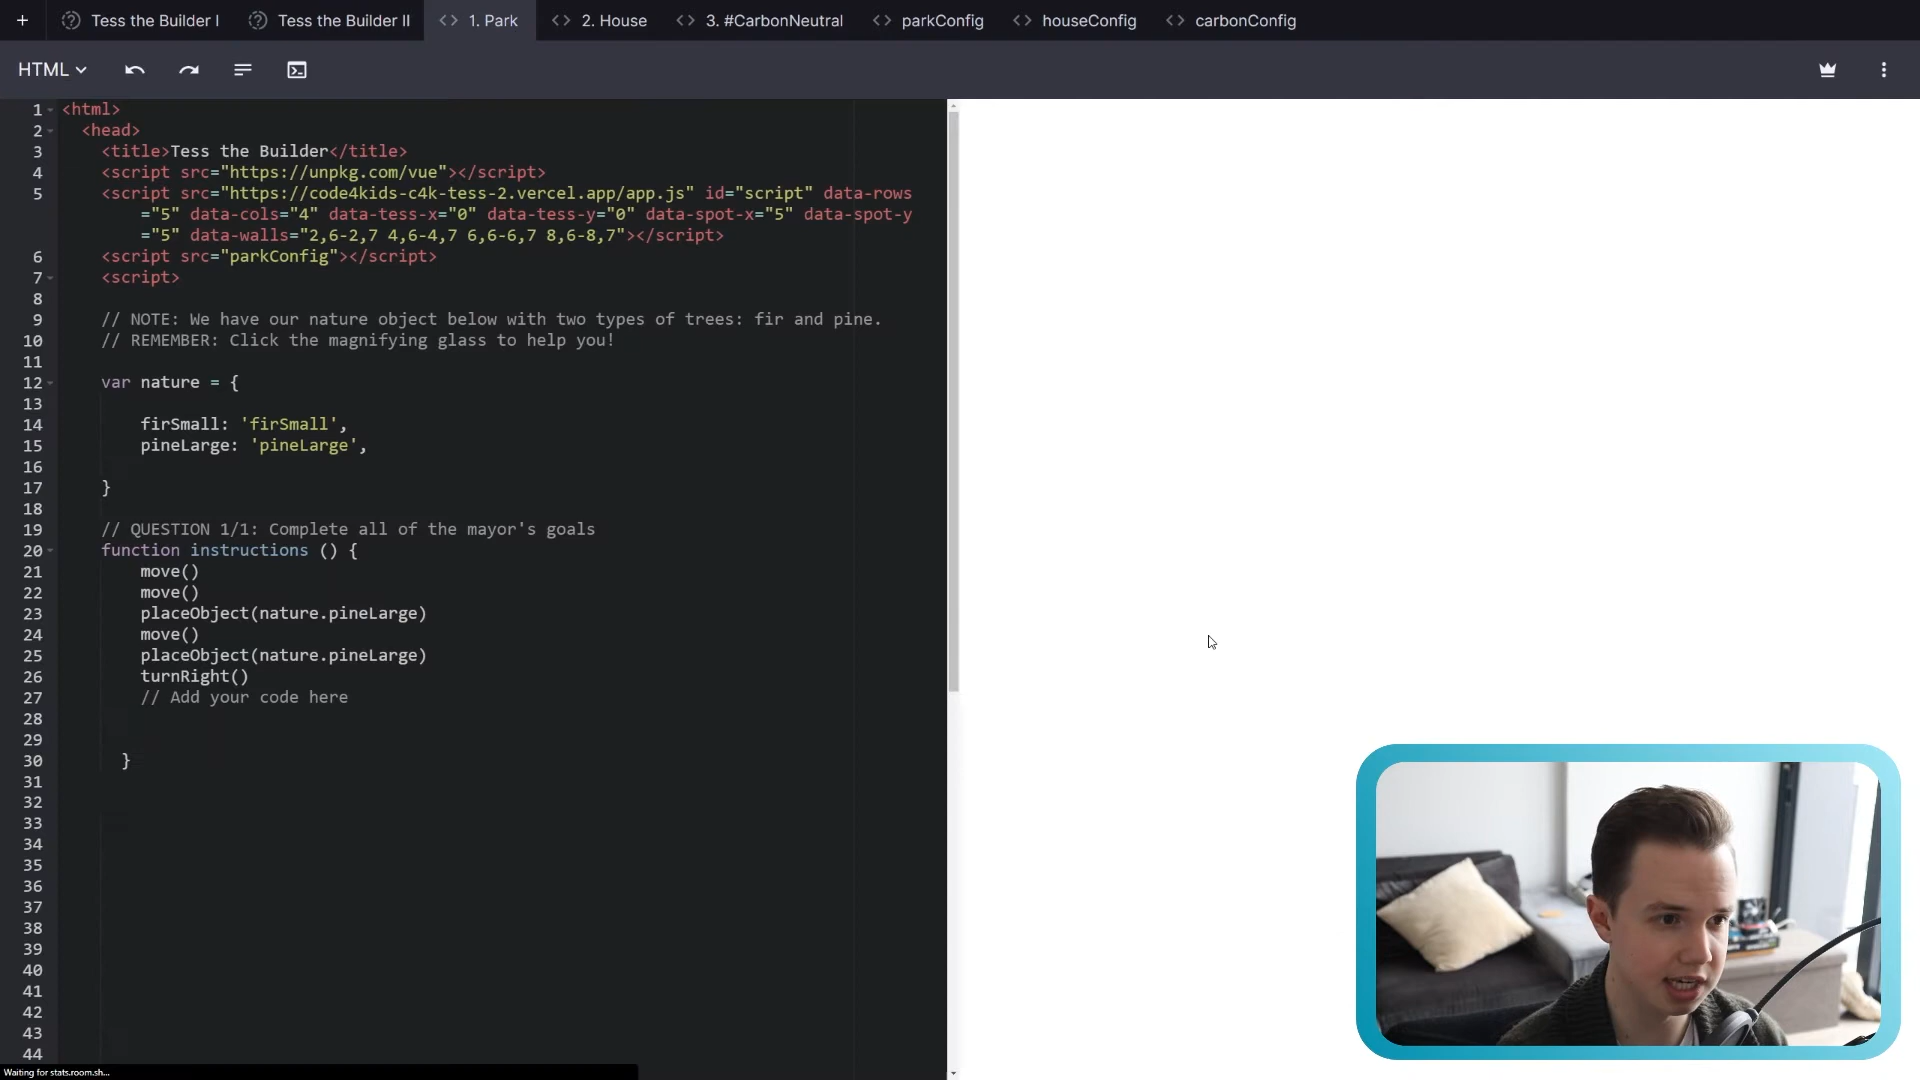 + Tess the Builder I Tess the Builder II <> 1. Park <> 2. House <> 3. #CarbonNeutral <> parkConfig <> houseConfig <> carbonConfig
HTML
1 <html>
2 <head>
3 <title>Tess the Builder</title>
4 <script src="https://unpkg.com/vue"></script>
5 <script src="https://code4kids-c4k-tess-2.vercel.app/app.js" id="script" data-rows
="5" data-cols="4" data-tess-x="0" data-tess-y="0" data-spot-x="5" data-spot-y
="5" data-walls="2,6-2,7 4,6-4,7 6,6-6,7 8,6-8,7"></script>
6 <script src="parkConfig"></script>
7 <script>
8
9 // NOTE: We have our nature object below with two types of trees: fir and pine.
10 // REMEMBER: Click the magnifying glass to help you!
11
12 var nature = {
13
14 firSmall: 'firSmall',
15 pineLarge: 'pineLarge',
16
17 }
18
19 // QUESTION 1/1: Complete all of the mayor's goals
20 function instructions () {
21 move()
22 move()
23 placeObject(nature.pineLarge)
24 move()
25 placeObject(nature.pineLarge)
26 turnRight()
27 // Add your code here
28
29
30 }
31
32
33
34
35
36
37
38
39
40
41
42
43
44
Waiting for stats.room.sh...